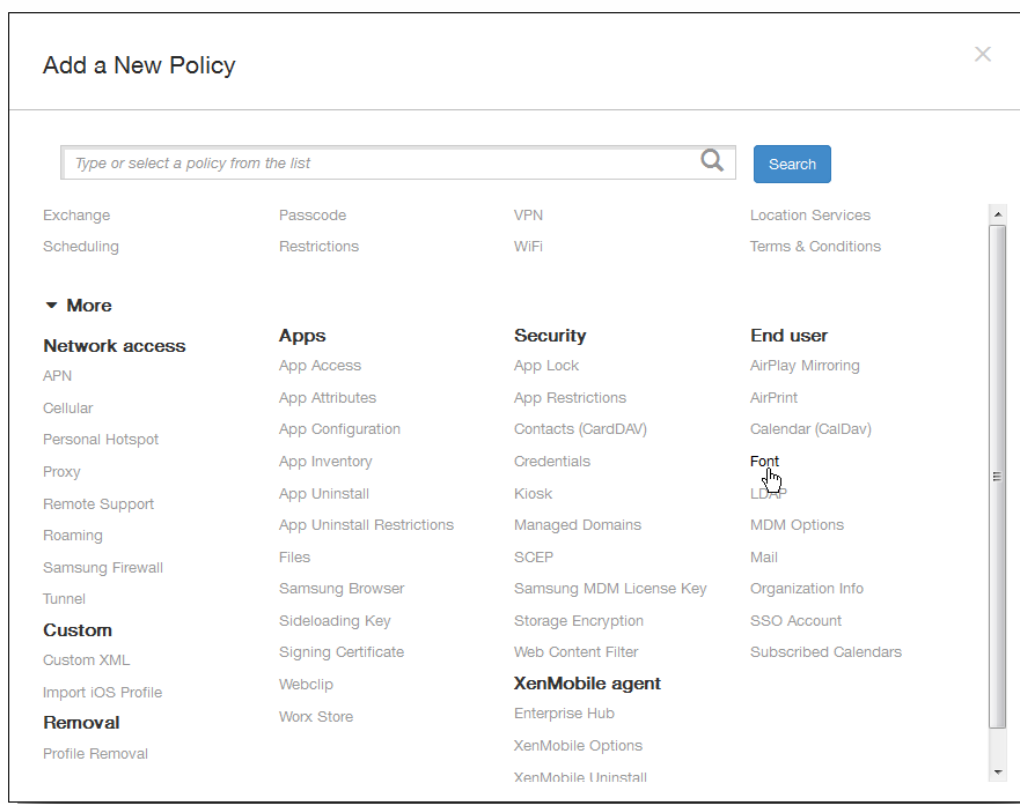 Add a New Policy
Type or select a policy from the list
Search
Exchange
Passcode
VPN
Location Services
Scheduling
Restrictions
WiFi
Terms & Conditions
More
Network access
APN
Cellular
Personal Hotspot
Proxy
Remote Support
Roaming
Samsung Firewall
Tunnel
Custom
Custom XML
Import iOS Profile
Removal
Profile Removal
Apps
App Access
App Attributes
App Configuration
App Inventory
App Uninstall
App Uninstall Restrictions
Files
Samsung Browser
Sideloading Key
Signing Certificate
Webclip
Worx Store
Security
App Lock
App Restrictions
Contacts (CardDAV)
Credentials
Kiosk
Managed Domains
SCEP
Samsung MDM License Key
Storage Encryption
Web Content Filter
XenMobile agent
Enterprise Hub
XenMobile Options
XenMobile Uninstall
End user
AirPlay Mirroring
AirPrint
Calendar (CalDav)
Font
LDAP
MDM Options
Mail
Organization Info
SSO Account
Subscribed Calendars